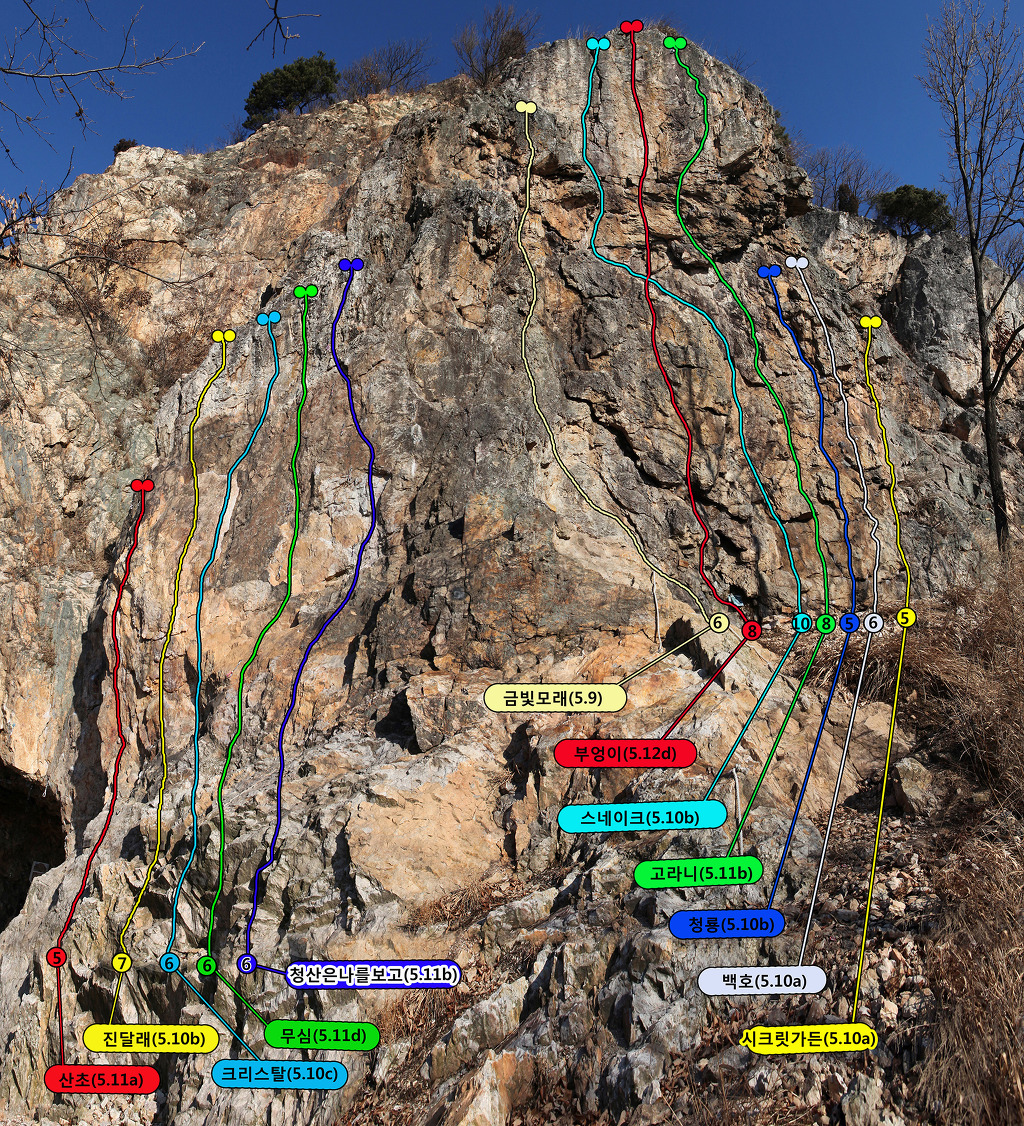 6
8
10
8
5
6
5
금빛모래(5.9)
부엉이(5.12d)
스네이크(5.10b)
고라니(5.11b)
청룡(5.10b)
백호(5.10a)
시크릿가든(5.10a)
5
7
6
6
6
청산은나를보고(5.11b)
진달래(5.10b)
무심(5.11d)
산초(5.11a)
크리스탈(5.10c)